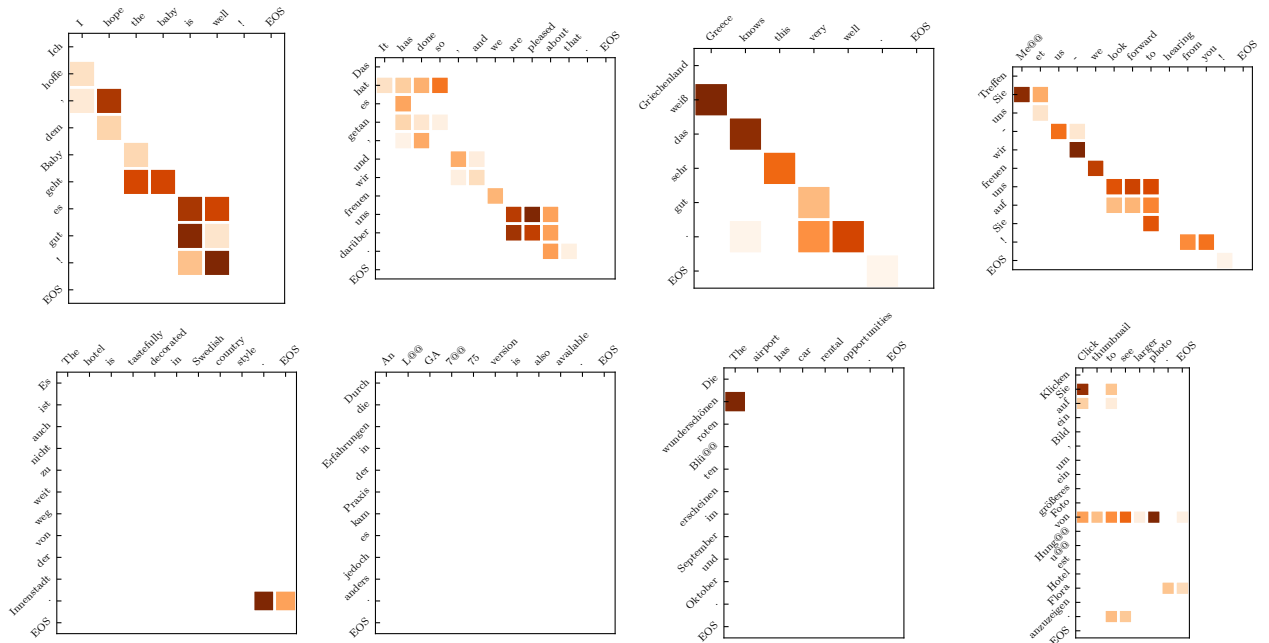 I hope the baby is well ! EOS
Ich
hoffe
,
dem
Baby
geht
es
gut
!
EOS
It has done so , and we are pleased about that . EOS
Das
hat
es
getan
,
und
wir
freuen
uns
darüber
.
EOS
Greece knows this very well . EOS
Griechenland
weiß
das
sehr
gut
.
EOS
Me@@ et us - we look forward to hearing from you ! EOS
Treffen
Sie
uns
-
wir
freuen
uns
auf
Sie
!
EOS
The hotel is tastefully decorated in Swedish country style . EOS
Es
ist
auch
nicht
zu
weit
weg
von
der
Innenstadt
.
EOS
An L@@ GA 7@@ 75 version is also available . EOS
Durch
die
Erfahrungen
in
der
Praxis
kam
es
jedoch
anders
.
EOS
The airport has car rental opportunities . EOS
Die
wunderschönen
roten
Blü@@
ten
erscheinen
im
September
und
Oktober
.
EOS
Click thumbnail to see larger photo . EOS
Klicken
Sie
auf
ein
Bild
,
um
ein
größeres
Foto
von
Hung@@
u@@
est
Hotel
Flora
anzuzeigen
.
EOS